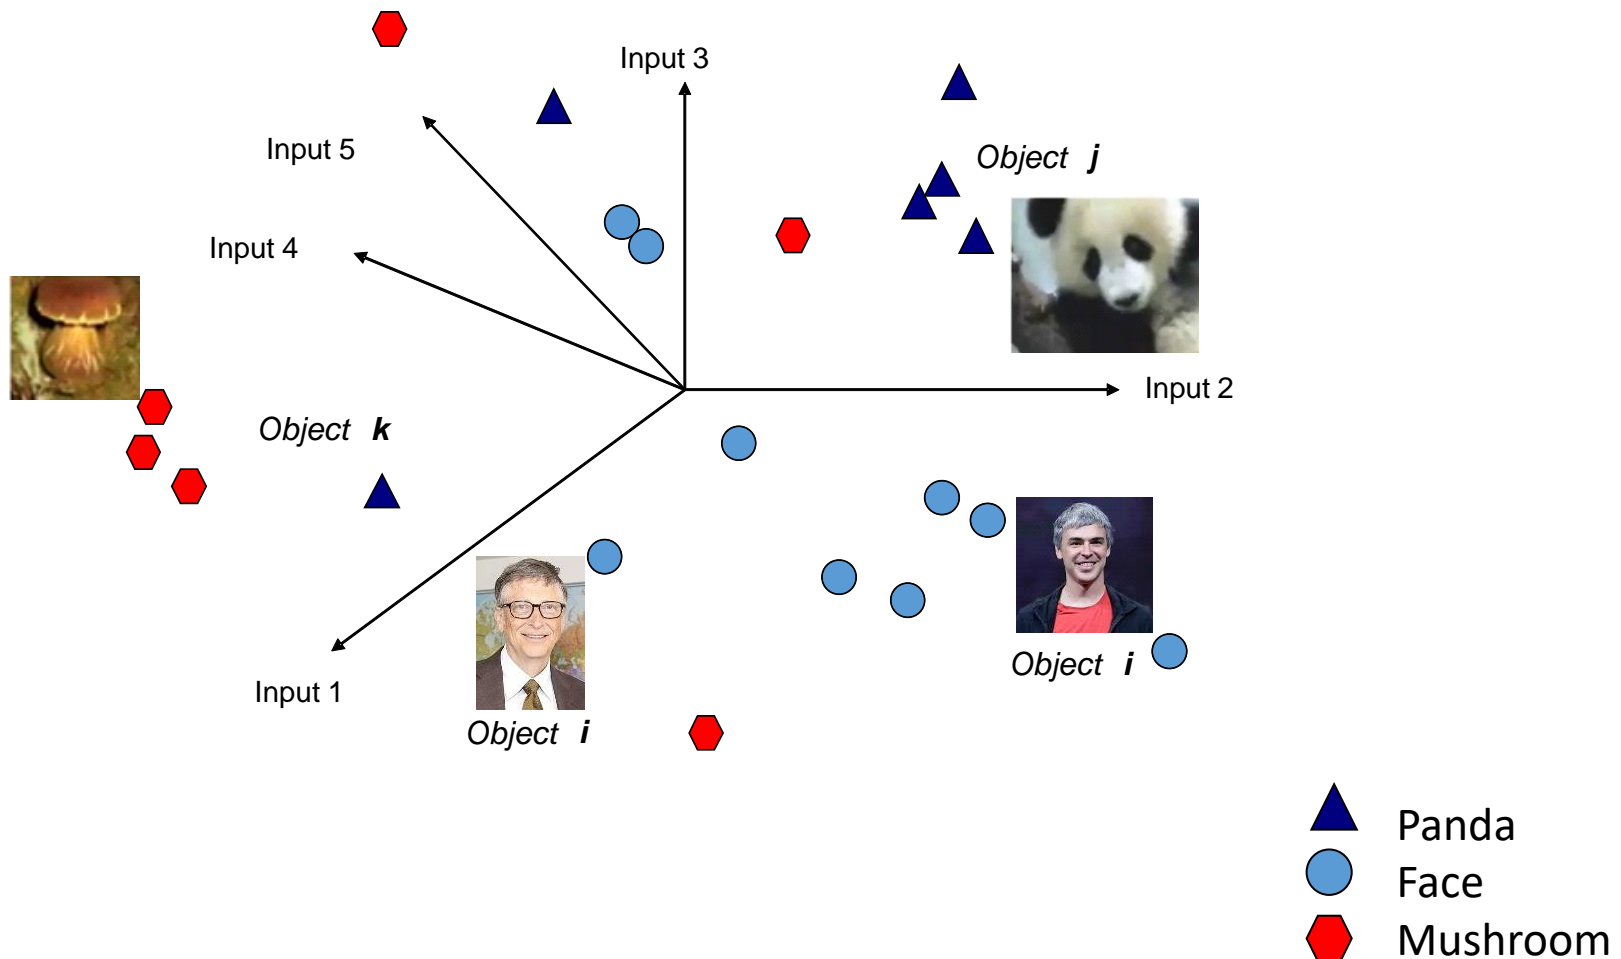 Input 3
Input 5
Object j
Input 4
Input 2
Object k
Object i
Input 1
Object i
Panda
Face
Mushroom